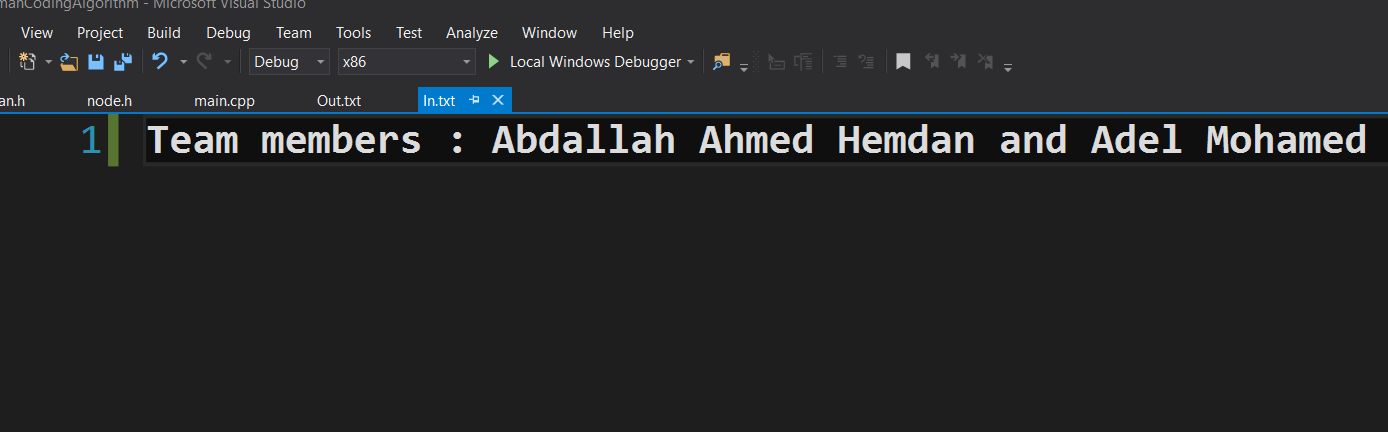 manCodingAlgorithm - Microsoft Visual Studio
View Project Build Debug Team Tools Test Analyze Window Help
Debug x86 Local Windows Debugger
an.h node.h main.cpp Out.txt In.txt
1 Team members : Abdallah Ahmed Hemdan and Adel Mohamed